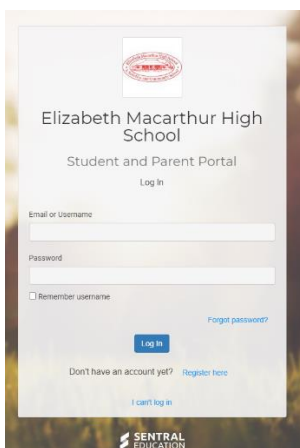 Elizabeth Macarthur High
School
Student and Parent Portal
Log In
Email or Username
Password
Remember username
Forgot password?
Log In
Don't have an account yet? Register here
I can't log in
SENTRAL
EDUCATION